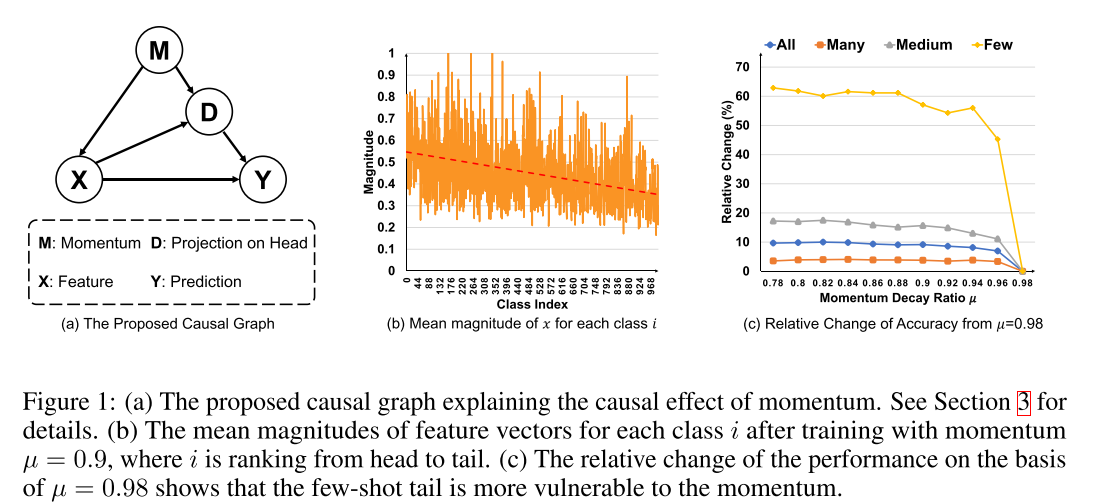 M
D
X
Y
M: Momentum D: Projection on Head
X: Feature Y: Prediction
(a) The Proposed Causal Graph
1
0.9
0.8
0.7
0.6
0.5
0.4
0.3
0.2
0.1
0
Magnitude
0 44 88 132 176 220 264 308 352 396 440 484 528 572 616 660 704 748 792 836 880 924 968
Class Index
(b) Mean magnitude of x for each class i
All Many Medium Few
70
60
50
40
30
20
10
0
Relative Change (%)
0.78 0.8 0.82 0.84 0.86 0.88 0.9 0.92 0.94 0.96 0.98
Momentum Decay Ratio μ
(c) Relative Change of Accuracy from μ=0.98
Figure 1: (a) The proposed causal graph explaining the causal effect of momentum. See Section 3 for
details. (b) The mean magnitudes of feature vectors for each class i after training with momentum
μ = 0.9, where i is ranking from head to tail. (c) The relative change of the performance on the basis
of μ = 0.98 shows that the few-shot tail is more vulnerable to the momentum.